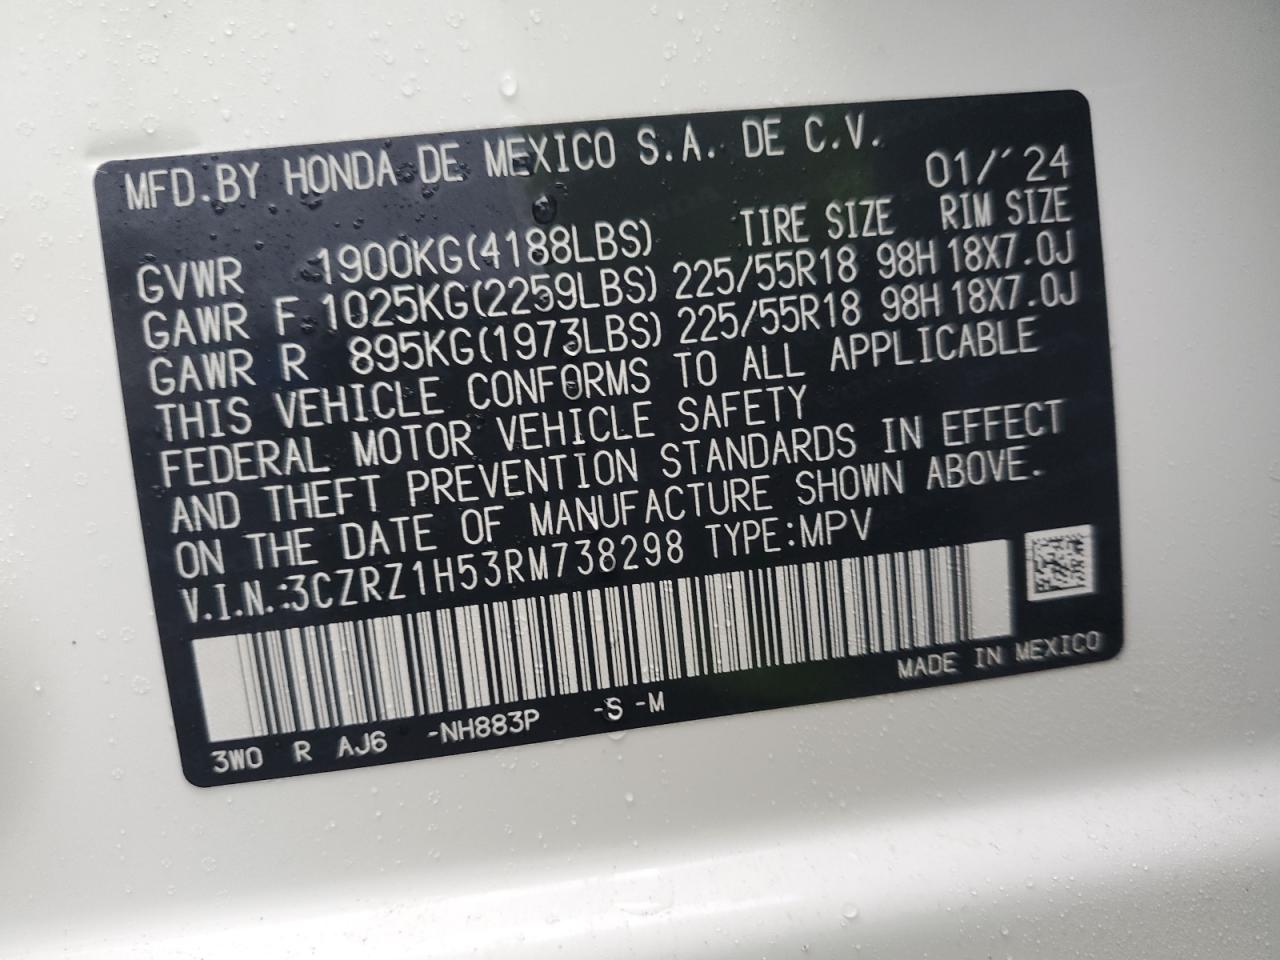 MFD.BY HONDA DE MEXICO S.A. DE C.V.
01/'24
TIRE SIZE RIM SIZE
GVWR 1900KG(4188LBS)
GAWR F 1025KG(2259LBS) 225/55R18 98H 18X7.0J
GAWR R 895KG(1973LBS) 225/55R18 98H 18X7.0J
THIS VEHICLE CONFORMS TO ALL APPLICABLE
FEDERAL MOTOR VEHICLE SAFETY
AND THEFT PREVENTION STANDARDS IN EFFECT
ON THE DATE OF MANUFACTURE SHOWN ABOVE.
V.I.N.:3CZRZ1H53RM738298 TYPE:MPV
3W0 R AJ6 -NH883P -S -M
MADE IN MEXICO